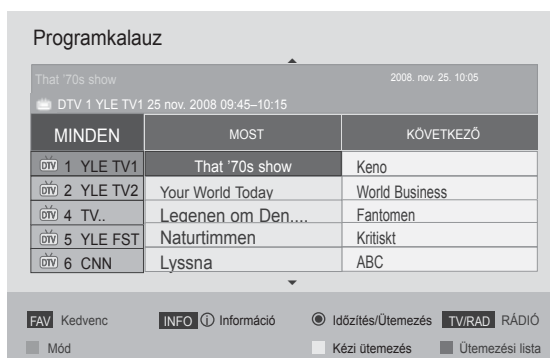 Programkalauz
That '70s show 2008. nov. 25. 10:05
DTV 1 YLE TV1 25 nov. 2008 09:45–10:15
MINDEN MOST KÖVETKEZŐ
DTV 1 YLE TV1 That '70s show Keno
DTV 2 YLE TV2 Your World Today World Business
DTV 4 TV.. Legenen om Den.... Fantomen
DTV 5 YLE FST Naturtimmen Kritiskt
DTV 6 CNN Lyssna ABC
FAV Kedvenc INFO i Információ Időzítés/Ütemezés TV/RAD RÁDIÓ
Mód Kézi ütemezés Ütemezési lista